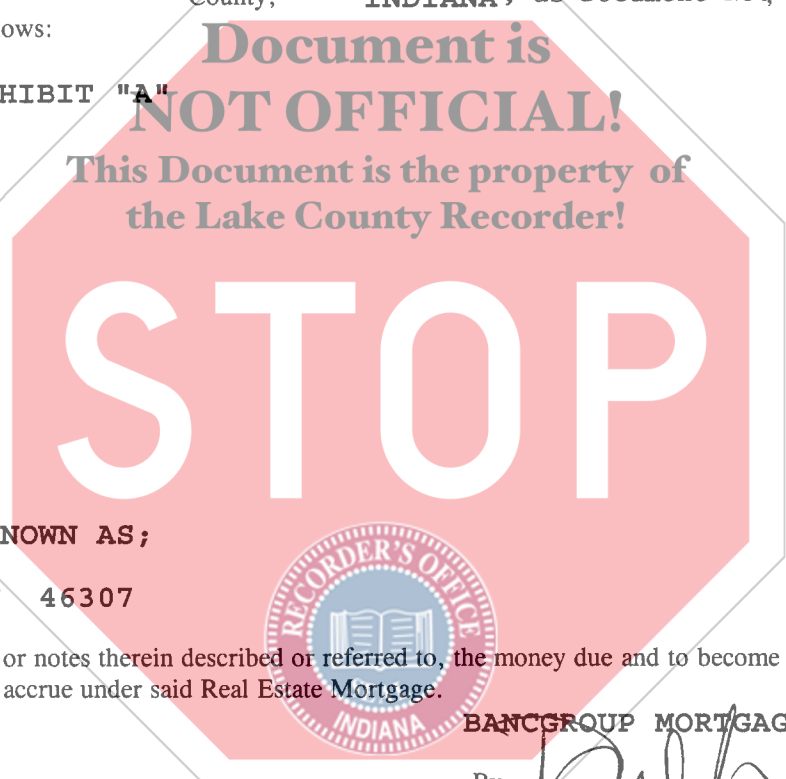 County, INDIANA, as Document No,
ows:
Document is
HIBIT "A"
NOT OFFICIAL!
This Document is the property of
the Lake County Recorder!
STOP
NOWN AS;
46307
RECORDER'S OFFICE
INDIANA
or notes therein described or referred to, the money due and to become
accrue under said Real Estate Mortgage.
BANCGROUP MORTGAG
By